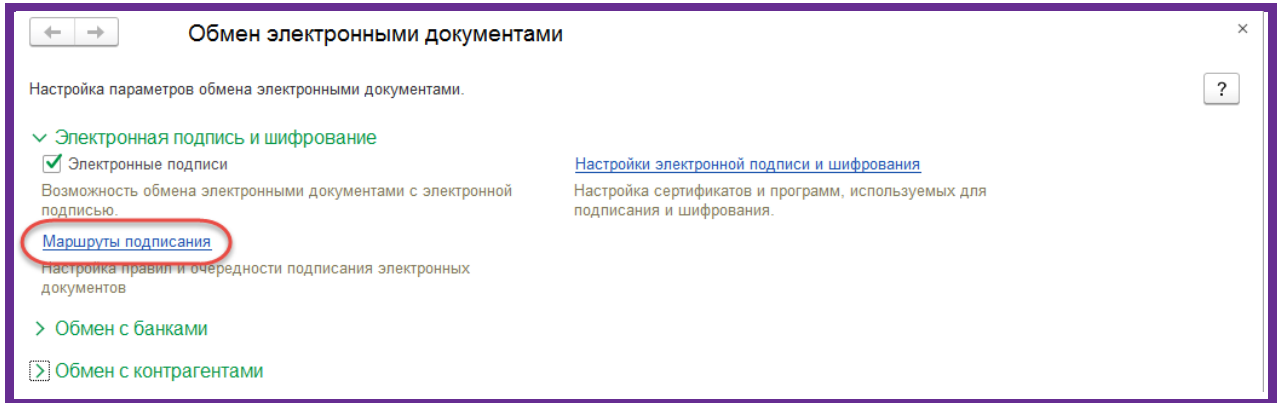 Обмен электронными документами
Настройка параметров обмена электронными документами.
?
Электронная подпись и шифрование
Электронные подписи
Возможность обмена электронными документами с электронной
подписью.
Настройки электронной подписи и шифрования
Настройка сертификатов и программ, используемых для
подписания и шифрования.
Маршруты подписания
Настройка правил и очередности подписания электронных
документов
Обмен с банками
Обмен с контрагентами